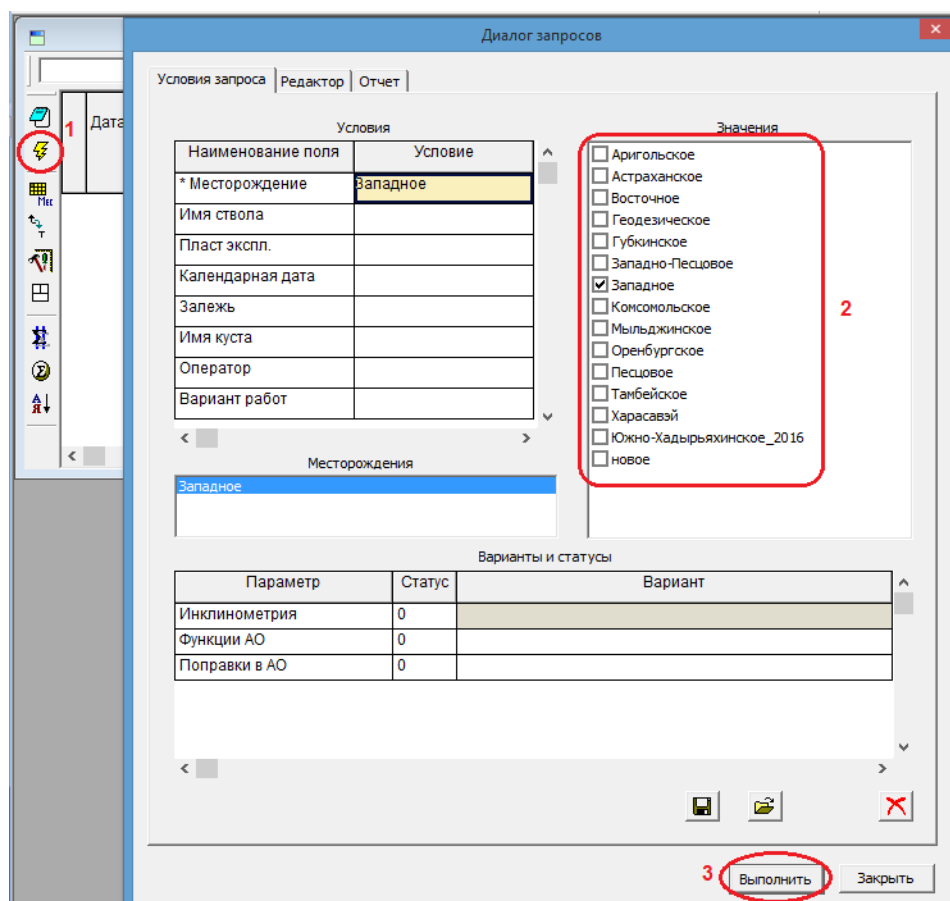 Диалог запросов
Условия запроса Редактор Отчет
1 Дата
Условия
Значения
Наименование поля Условие
* Месторождение Западное
Имя ствола
Пласт экспл.
Календарная дата
Залежь
Имя куста
Оператор
Вариант работ
Аригольское
Астраханское
Восточное
Геодезическое
Губкинское
Западно-Песцовое
Западное
Комсомольское
Мыльджинское
Оренбургское
Песцовое
Тамбейское
Харасавэй
Южно-Хадырьяхинское_2016
новое
2
Mec
T
А
Я
Месторождения
Западное
Варианты и статусы
Параметр Статус Вариант
Инклинометрия 0
Функции АО 0
Поправки в АО 0
3 Выполнить Закрыть